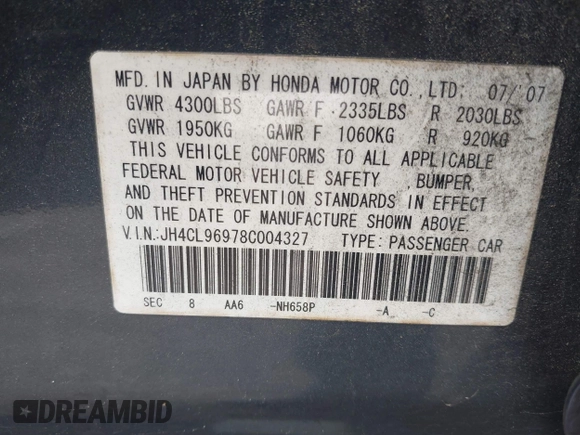 MFD. IN JAPAN BY HONDA MOTOR CO., LTD: 07/'07
GVWR 4300LBS GAWR F 2335LBS R 2030LBS
GVWR 1950KG GAWR F 1060KG R 920KG
THIS VEHICLE CONFORMS TO ALL APPLICABLE
FEDERAL MOTOR VEHICLE SAFETY , BUMPER,
AND THEFT PREVENTION STANDARDS IN EFFECT
ON THE DATE OF MANUFACTURE SHOWN ABOVE.
V.I.N.:JH4CL96978C004327 TYPE: PASSENGER CAR
SEC 8 AA6 -NH658P -A -C
DREAMBID